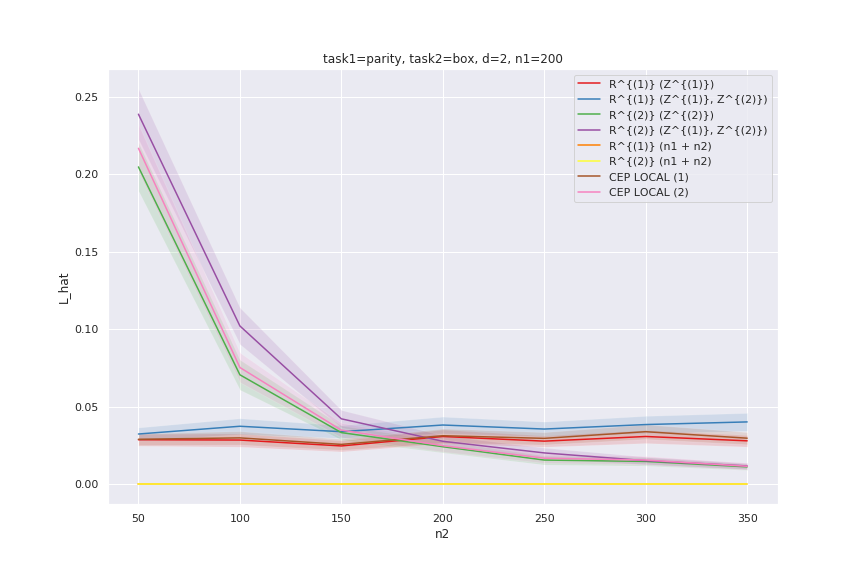 task1=parity, task2=box, d=2, n1=200
R^{(1)} (Z^{(1)})
R^{(1)} (Z^{(1)}, Z^{(2)})
R^{(2)} (Z^{(2)})
R^{(2)} (Z^{(1)}, Z^{(2)})
R^{(1)} (n1 + n2)
R^{(2)} (n1 + n2)
CEP LOCAL (1)
CEP LOCAL (2)
0.25
0.20
0.15
0.10
0.05
0.00
L_hat
50 100 150 200 250 300 350
n2